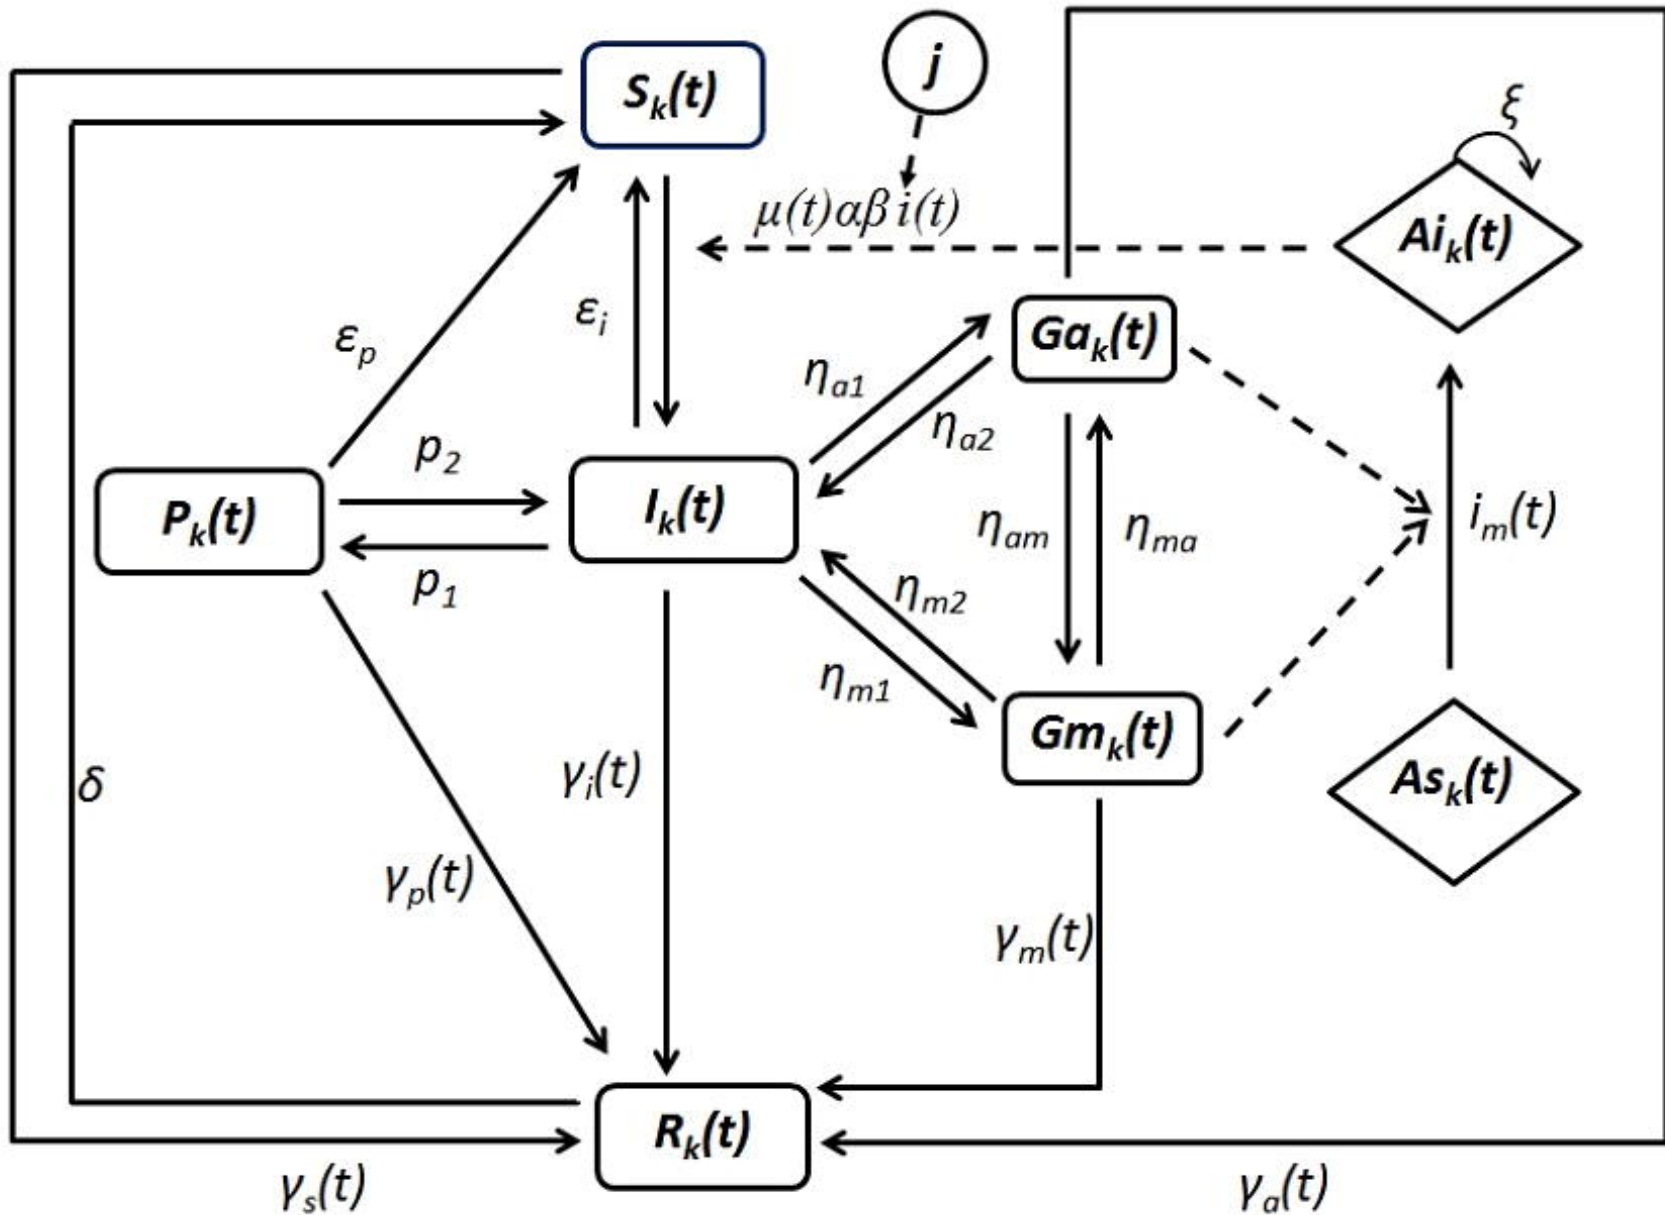 j
S_k(t)
ξ
μ(t)αβ i(t)
Ai_k(t)
ε_p
ε_i
Ga_k(t)
η_a1
η_a2
p_2
P_k(t)
I_k(t)
η_am
η_ma
i_m(t)
p_1
η_m2
η_m1
Gm_k(t)
δ
γ_i(t)
As_k(t)
γ_p(t)
γ_m(t)
R_k(t)
γ_s(t)
γ_a(t)